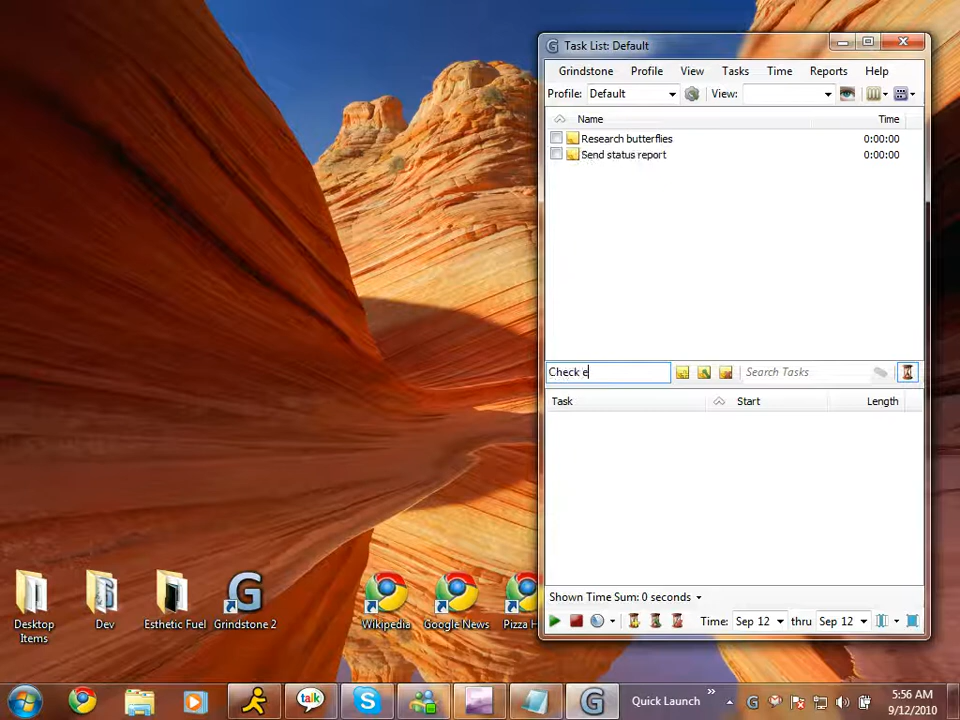 Task List: Default
Grindstone Profile View Tasks Time Reports Help
Profile: Default View:
Name Time
Research butterflies 0:00:00
Send status report 0:00:00
Check e Search Tasks
Task Start Length
Shown Time Sum: 0 seconds
Time: Sep 12 thru Sep 12
Desktop Items
Dev
Esthetic Fuel
Grindstone 2
Wikipedia
Google News
Pizza H
talk
Quick Launch
5:56 AM
9/12/2010